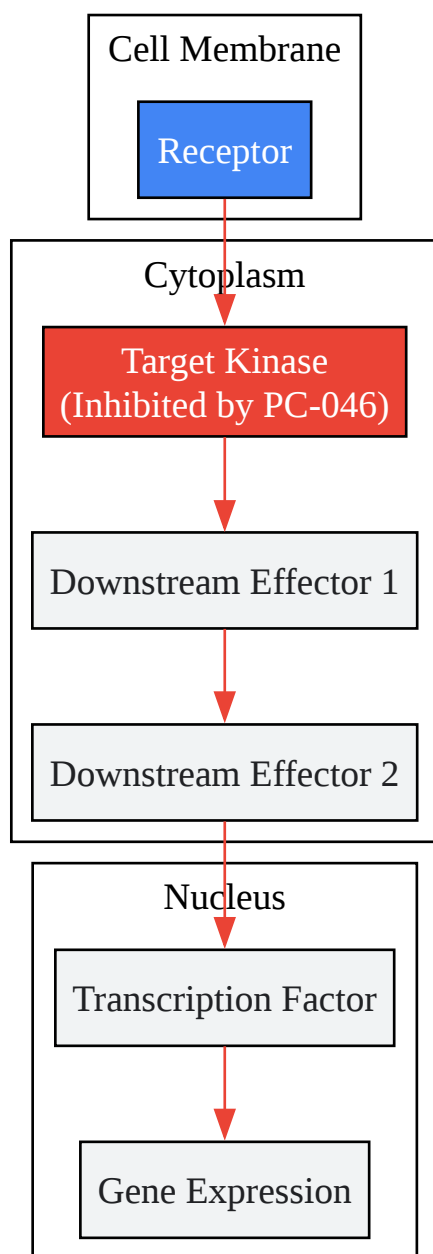 Cell Membrane
Receptor
Cytoplasm
Target Kinase
(Inhibited by PC-046)
Downstream Effector 1
Downstream Effector 2
Nucleus
Transcription Factor
Gene Expression